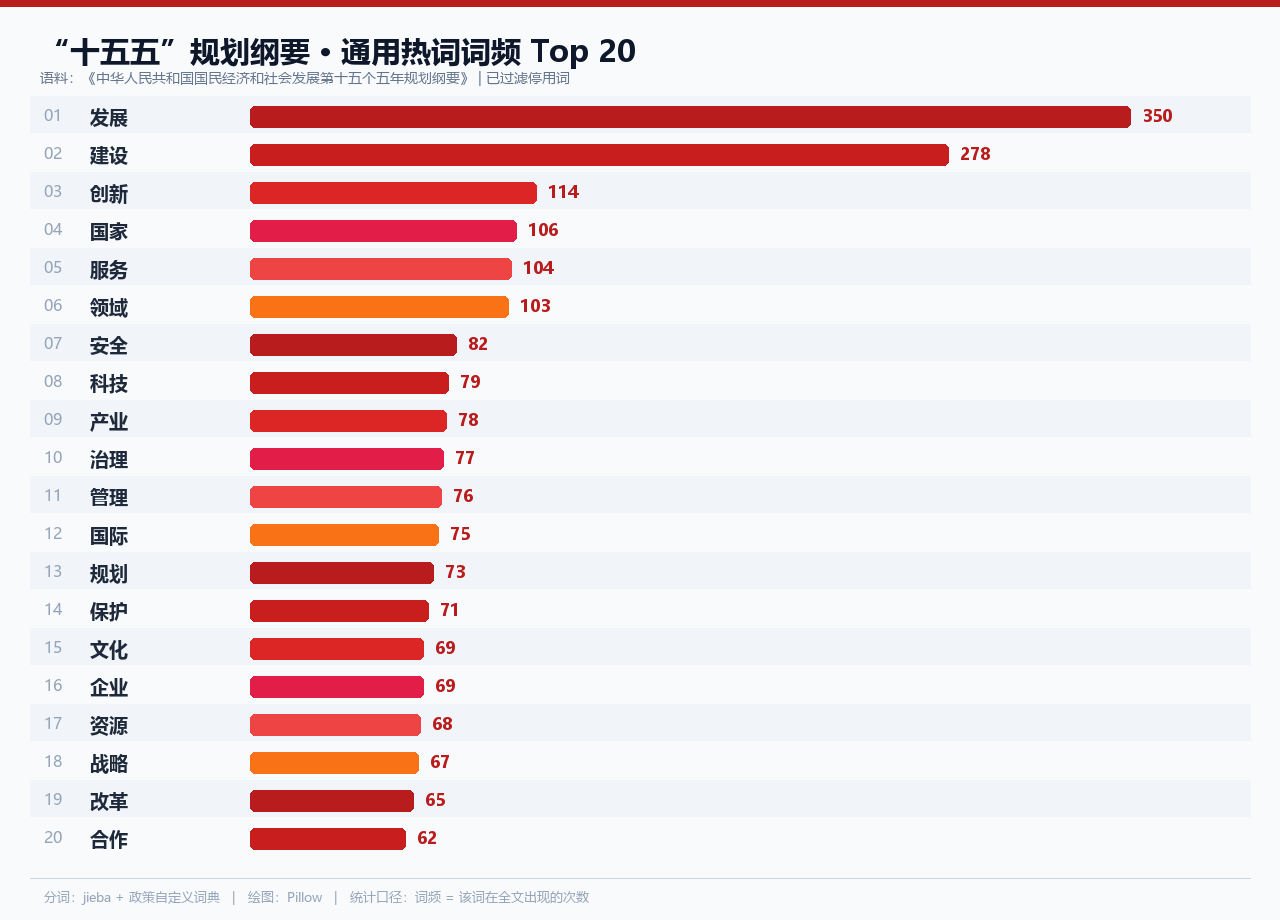 “十五五”规划纲要 • 通用热词词频 Top 20
语料：《中华人民共和国国民经济和社会发展第十五个五年规划纲要》 | 已过滤停用词
01 发展 350
02 建设 278
03 创新 114
04 国家 106
05 服务 104
06 领域 103
07 安全 82
08 科技 79
09 产业 78
10 治理 77
11 管理 76
12 国际 75
13 规划 73
14 保护 71
15 文化 69
16 企业 69
17 资源 68
18 战略 67
19 改革 65
20 合作 62
分词：jieba + 政策自定义词典 | 绘图：Pillow | 统计口径：词频 = 该词在全文出现的次数